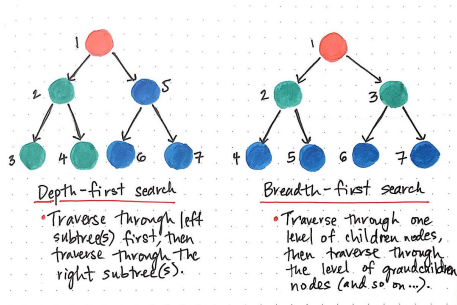 1
2
5
3
4
6
7
Depth-first search
• Traverse through left
subtree(s) first, then
traverse through the
right subtree(s).
1
2
3
4
5
6
7
Breadth-first search
• Traverse through one
level of children nodes,
then traverse through
the level of grandchildren
nodes (and so on...).